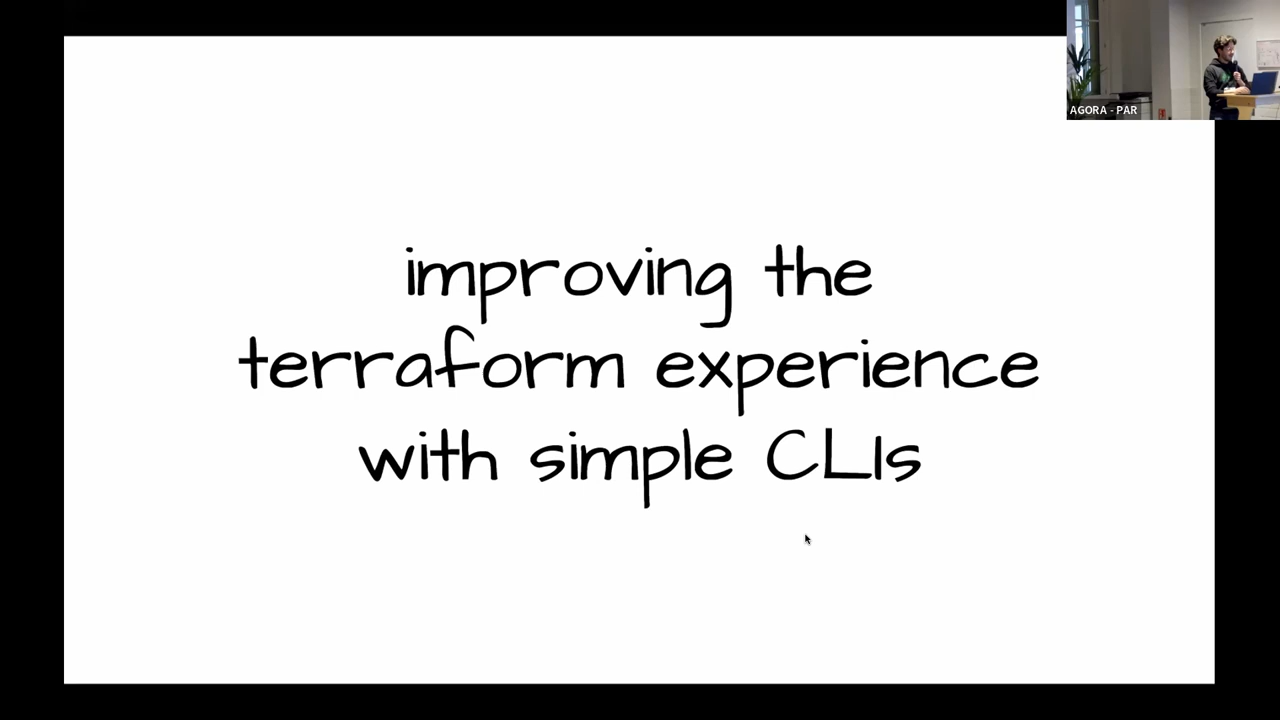 AGORA - PAR
improving the
terraform experience
with simple CLIs